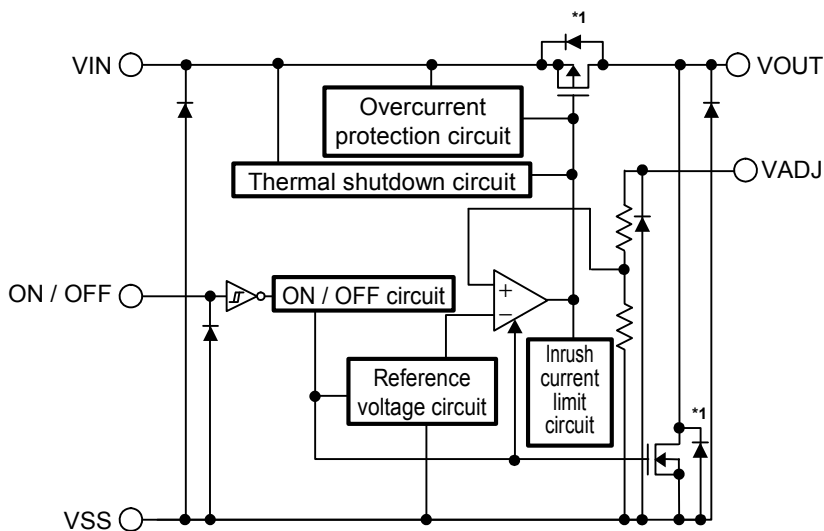 *1
VIN
VOUT
Overcurrent
protection circuit
VADJ
Thermal shutdown circuit
ON / OFF
ON / OFF circuit
+
−
Reference
voltage circuit
Inrush
current
limit
circuit
*1
VSS